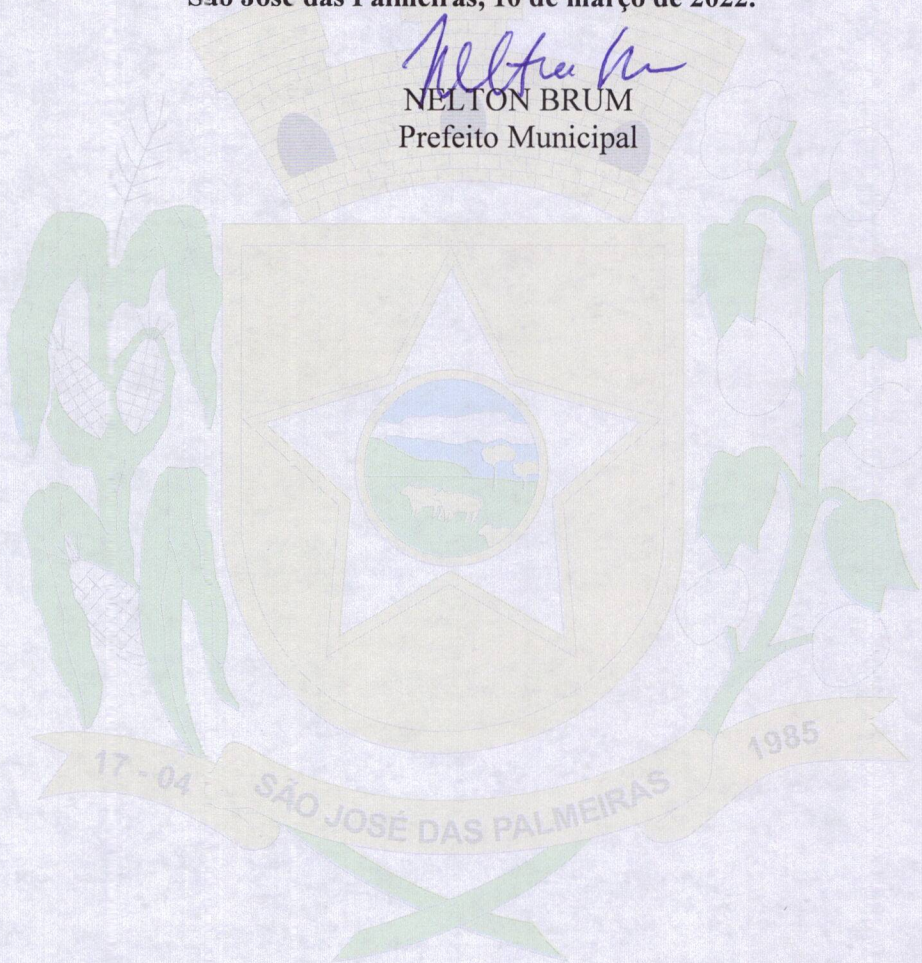 São José das Palmeiras, 10 de março de 2022.
NELTON BRUM
Prefeito Municipal
17 - 04
SÃO JOSÉ DAS PALMEIRAS
1985